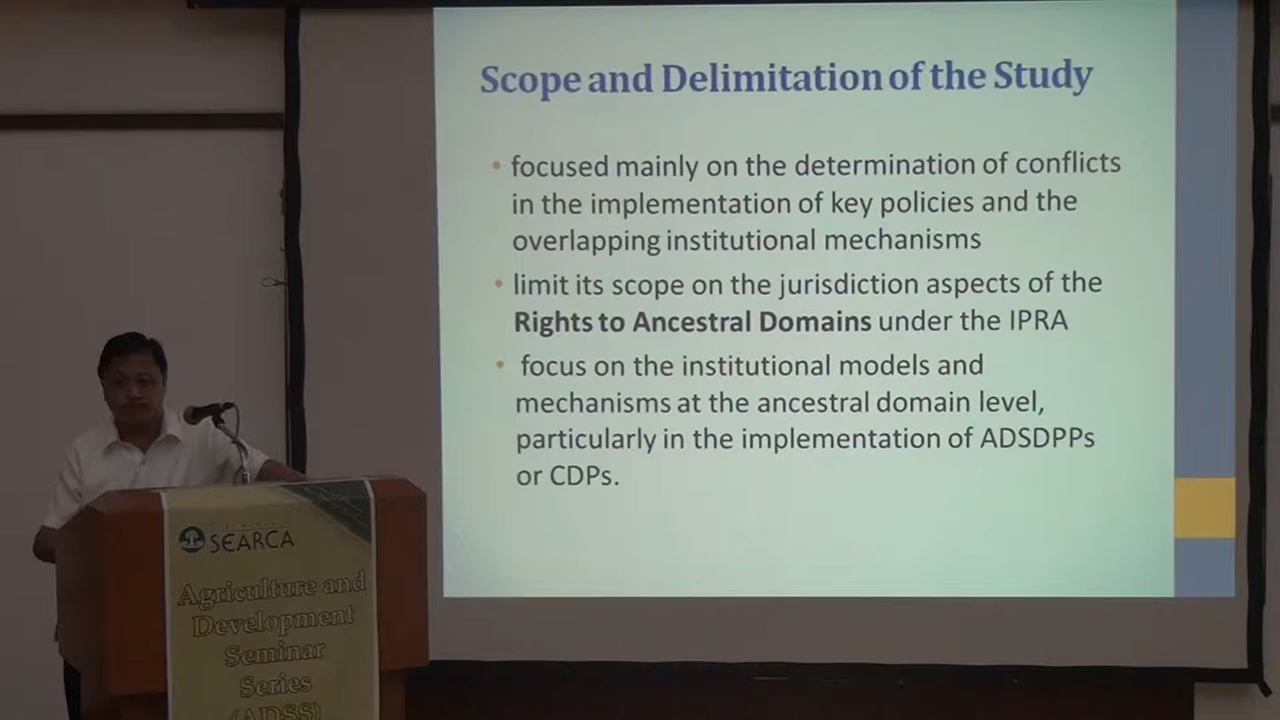 Scope and Delimitation of the Study
• focused mainly on the determination of conflicts
in the implementation of key policies and the
overlapping institutional mechanisms
• limit its scope on the jurisdiction aspects of the
Rights to Ancestral Domains under the IPRA
• focus on the institutional models and
mechanisms at the ancestral domain level,
particularly in the implementation of ADSDPPs
or CDPs.
SEARCA
Agriculture and
Development
Seminar
Series
(ADSS)